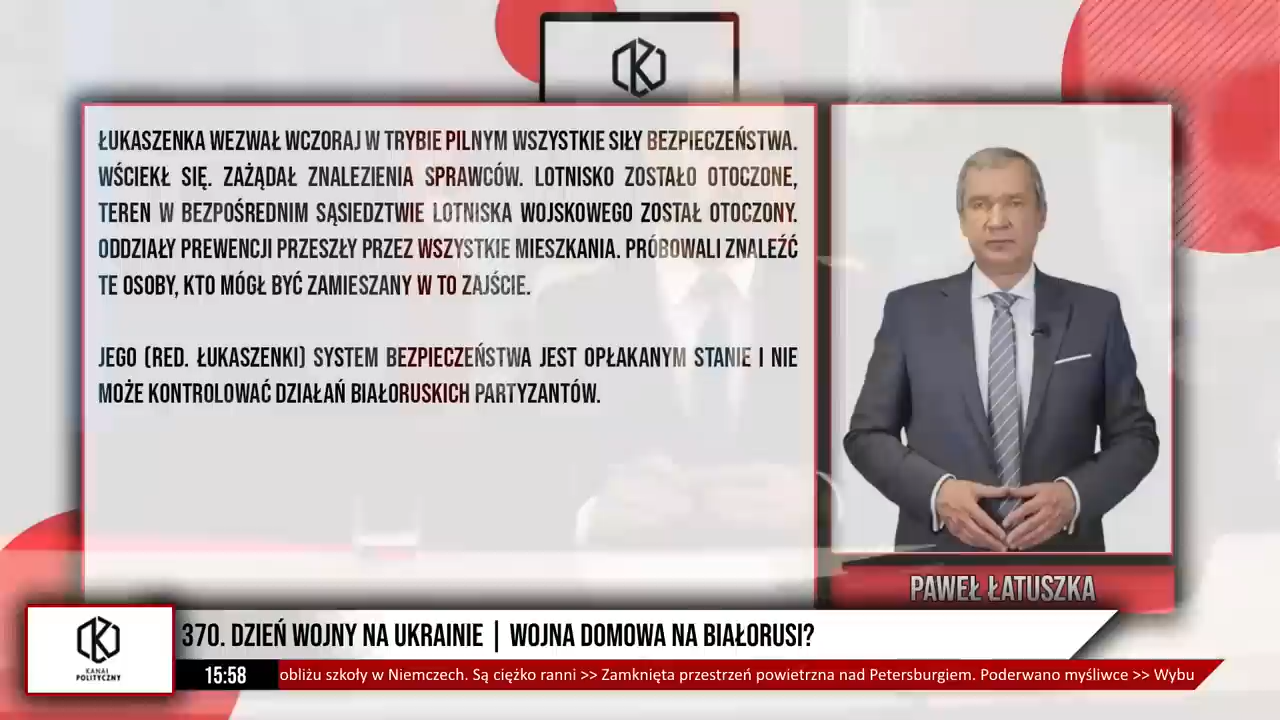 ŁUKASZENKA WEZWAŁ WCZORAJ W TRYBIE PILNYM WSZYSTKIE SIŁY BEZPIECZEŃSTWA.
WŚCIEKŁ SIĘ. ZAŻĄDAŁ ZNALEZIENIA SPRAWCÓW. LOTNISKO ZOSTAŁO OTOCZONE,
TEREN W BEZPOŚREDNIM SĄSIEDZTWIE LOTNISKA WOJSKOWEGO ZOSTAŁ OTOCZONY.
ODDZIAŁY PREWENCJI PRZESZŁY PRZEZ WSZYSTKIE MIESZKANIA. PRÓBOWALI ZNALEŹĆ
TE OSOBY, KTO MÓGŁ BYĆ ZAMIESZANY W TO ZAJŚCIE.
JEGO (RED. ŁUKASZENKI) SYSTEM BEZPIECZEŃSTWA JEST OPŁAKANYM STANIE I NIE
MOŻE KONTROLOWAĆ DZIAŁAŃ BIAŁORUSKICH PARTYZANTÓW.
PAWEŁ ŁATUSZKA
370. DZIEŃ WOJNY NA UKRAINIE | WOJNA DOMOWA NA BIAŁORUSI?
KANAŁ
POLITYCZNY
15:58
obliżu szkoły w Niemczech. Są ciężko ranni >> Zamknięta przestrzeń powietrzna nad Petersburgiem. Poderwano myśliwce >> Wybu